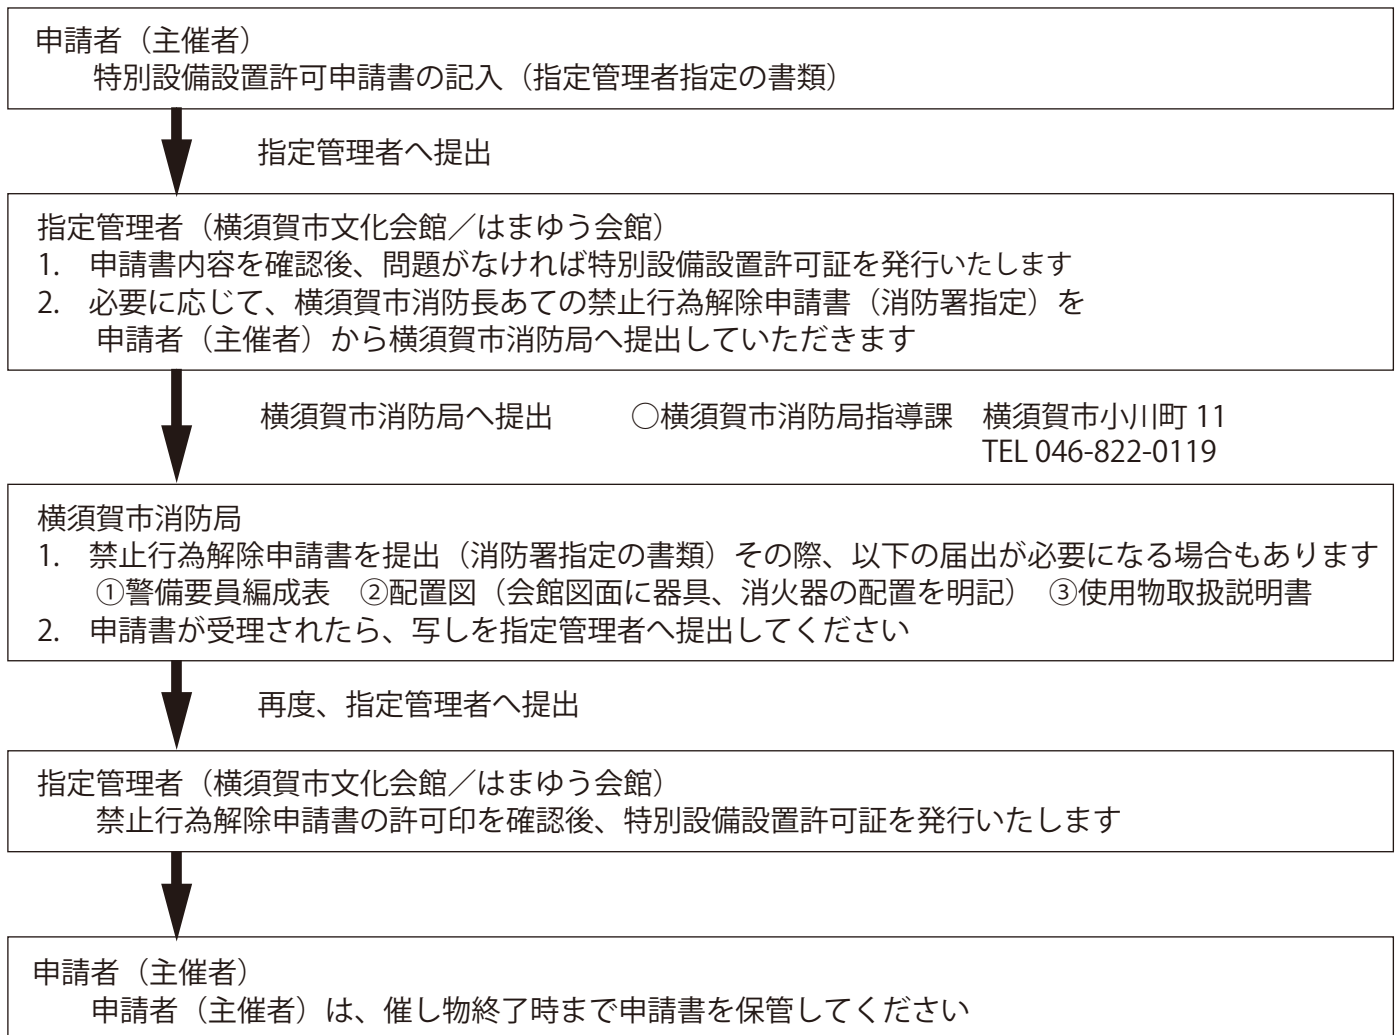 申請者（主催者）
特別設備設置許可申請書の記入（指定管理者指定の書類）
指定管理者へ提出
指定管理者（横須賀市文化会館／はまゆう会館）
1. 申請書内容を確認後、問題がなければ特別設備設置許可証を発行いたします
2. 必要に応じて、横須賀市消防長あての禁止行為解除申請書（消防署指定）を
申請者（主催者）から横須賀市消防局へ提出していただきます
横須賀市消防局へ提出　○横須賀市消防局指導課　横須賀市小川町 11
TEL 046-822-0119
横須賀市消防局
1. 禁止行為解除申請書を提出（消防署指定の書類）その際、以下の届出が必要になる場合もあります
①警備要員編成表　②配置図（会館図面に器具、消火器の配置を明記）　③使用物取扱説明書
2. 申請書が受理されたら、写しを指定管理者へ提出してください
再度、指定管理者へ提出
指定管理者（横須賀市文化会館／はまゆう会館）
禁止行為解除申請書の許可印を確認後、特別設備設置許可証を発行いたします
申請者（主催者）
申請者（主催者）は、催し物終了時まで申請書を保管してください